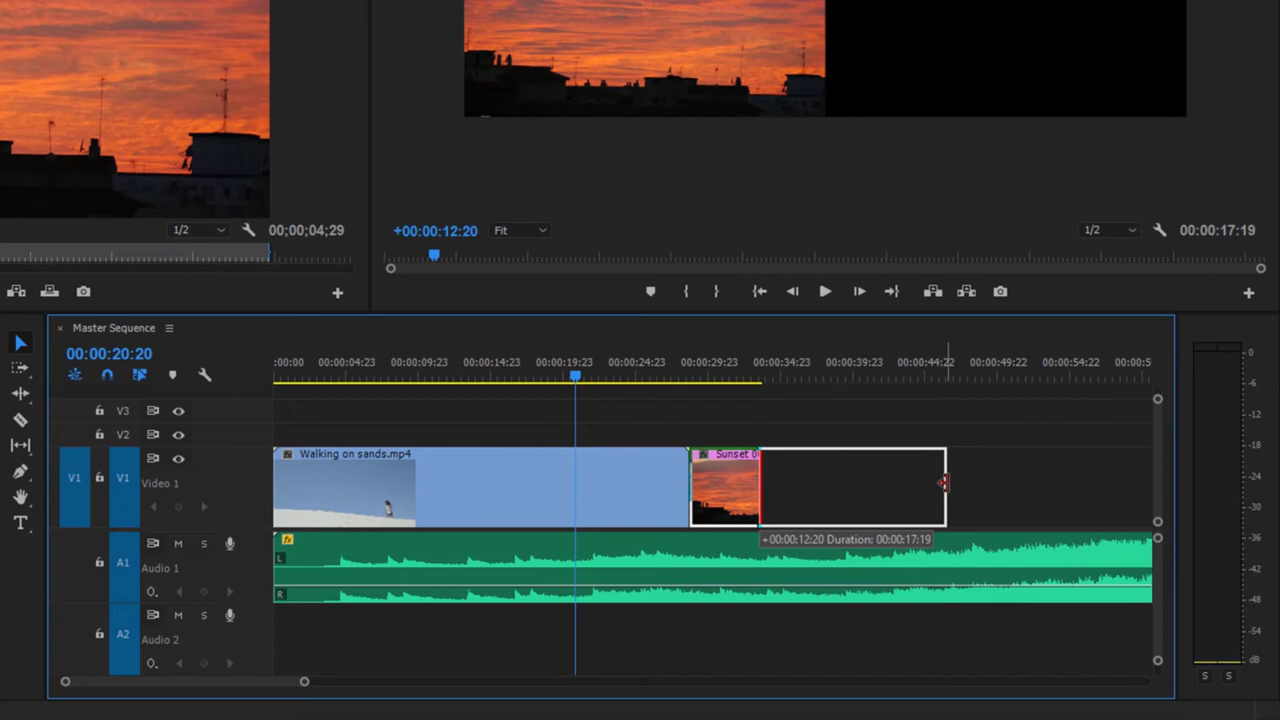 1/2 00;00;04;29
+00:00:12:20 Fit 1/2 00:00:17:19
× Master Sequence
00:00:20:20
:00:00 00:00:04:23 00:00:09:23 00:00:14:23 00:00:19:23 00:00:24:23 00:00:29:23 00:00:34:23 00:00:39:23 00:00:44:22 00:00:49:22 00:00:54:22 00:00:5
V3
V2
V1 V1 Video 1
fx Walking on sands.mp4
fx Sunset 0
+00:00:12:20 Duration: 00:00:17:19
A1 M S Audio 1
fx
L
R
A2 M S Audio 2
0
-6
-12
-18
-24
-30
-36
-42
-48
-54
dB
S S